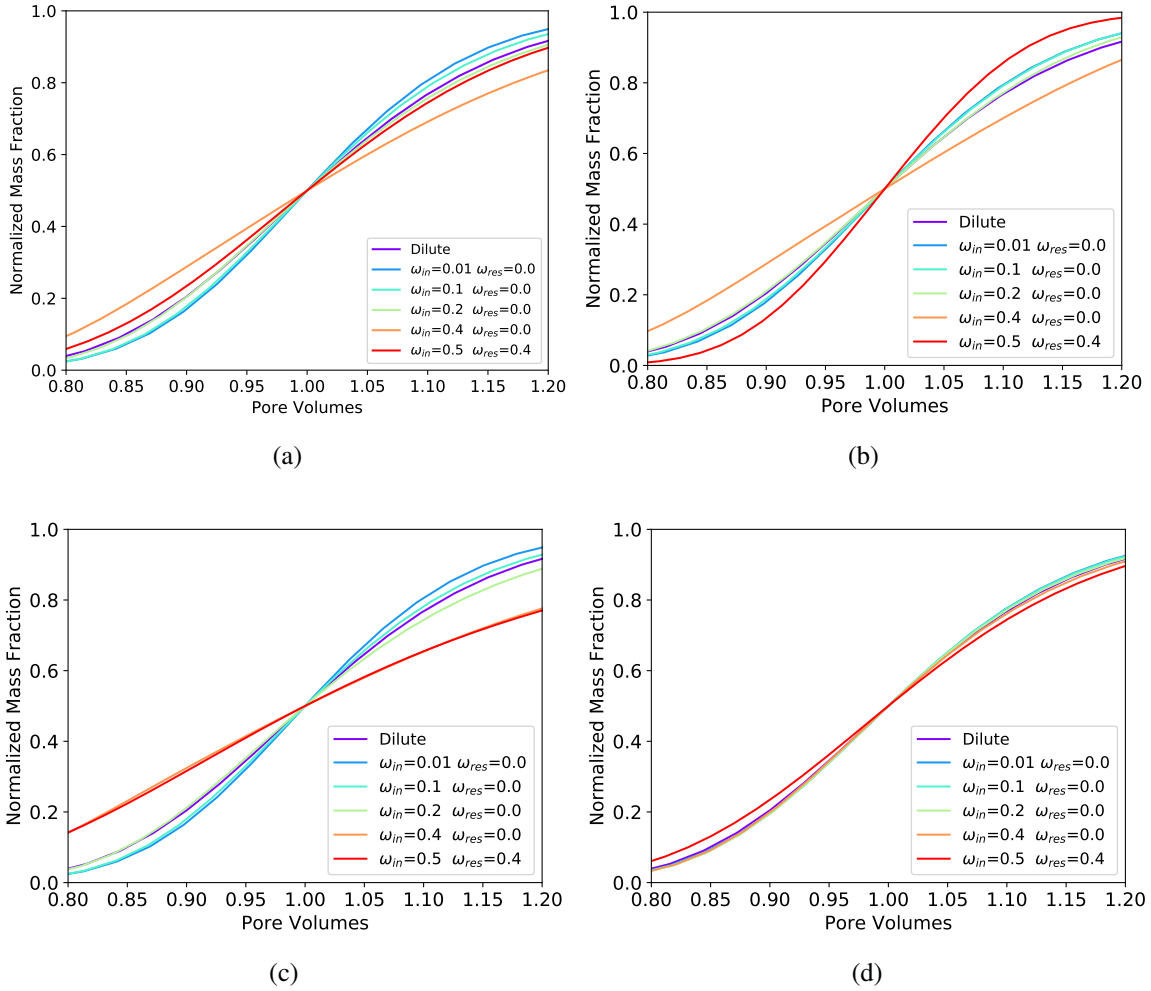 1.0
0.8
0.6
0.4
0.2
0.0
Normalized Mass Fraction
0.80 0.85 0.90 0.95 1.00 1.05 1.10 1.15 1.20
Pore Volumes
Dilute
ω_in=0.01 ω_res=0.0
ω_in=0.1 ω_res=0.0
ω_in=0.2 ω_res=0.0
ω_in=0.4 ω_res=0.0
ω_in=0.5 ω_res=0.4
(a)
1.0
0.8
0.6
0.4
0.2
0.0
Normalized Mass Fraction
0.80 0.85 0.90 0.95 1.00 1.05 1.10 1.15 1.20
Pore Volumes
Dilute
ω_in=0.01 ω_res=0.0
ω_in=0.1 ω_res=0.0
ω_in=0.2 ω_res=0.0
ω_in=0.4 ω_res=0.0
ω_in=0.5 ω_res=0.4
(b)
1.0
0.8
0.6
0.4
0.2
0.0
Normalized Mass Fraction
0.80 0.85 0.90 0.95 1.00 1.05 1.10 1.15 1.20
Pore Volumes
Dilute
ω_in=0.01 ω_res=0.0
ω_in=0.1 ω_res=0.0
ω_in=0.2 ω_res=0.0
ω_in=0.4 ω_res=0.0
ω_in=0.5 ω_res=0.4
(c)
1.0
0.8
0.6
0.4
0.2
0.0
Normalized Mass Fraction
0.80 0.85 0.90 0.95 1.00 1.05 1.10 1.15 1.20
Pore Volumes
Dilute
ω_in=0.01 ω_res=0.0
ω_in=0.1 ω_res=0.0
ω_in=0.2 ω_res=0.0
ω_in=0.4 ω_res=0.0
ω_in=0.5 ω_res=0.4
(d)